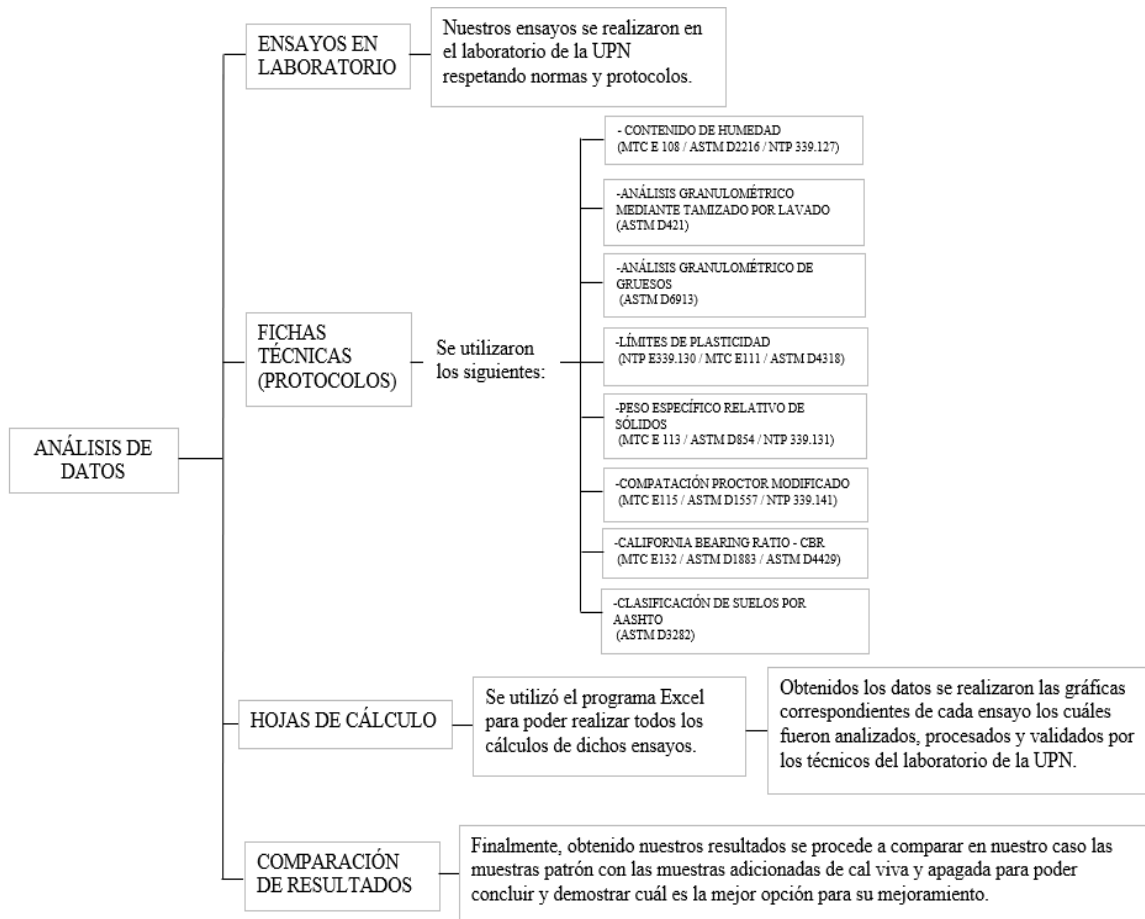 ENSAYOS EN
LABORATORIO
Nuestros ensayos se realizaron en
el laboratorio de la UPN
respetando normas y protocolos.
- CONTENIDO DE HUMEDAD
(MTC E 108 / ASTM D2216 / NTP 339.127)
-ANÁLISIS GRANULOMÉTRICO
MEDIANTE TAMIZADO POR LAVADO
(ASTM D421)
-ANÁLISIS GRANULOMÉTRICO DE
GRUESOS
(ASTM D6913)
FICHAS
TÉCNICAS
(PROTOCOLOS)
Se utilizaron
los siguientes:
-LÍMITES DE PLASTICIDAD
(NTP E339.130 / MTC E111 / ASTM D4318)
-PESO ESPECÍFICO RELATIVO DE
SÓLIDOS
(MTC E 113 / ASTM D854 / NTP 339.131)
ANÁLISIS DE
DATOS
-COMPATACIÓN PROCTOR MODIFICADO
(MTC E115 / ASTM D1557 / NTP 339.141)
-CALIFORNIA BEARING RATIO - CBR
(MTC E132 / ASTM D1883 / ASTM D4429)
-CLASIFICACIÓN DE SUELOS POR
AASHTO
(ASTM D3282)
HOJAS DE CÁLCULO
Se utilizó el programa Excel
para poder realizar todos los
cálculos de dichos ensayos.
Obtenidos los datos se realizaron las gráficas
correspondientes de cada ensayo los cuáles
fueron analizados, procesados y validados por
los técnicos del laboratorio de la UPN.
COMPARACIÓN
DE RESULTADOS
Finalmente, obtenido nuestros resultados se procede a comparar en nuestro caso las
muestras patrón con las muestras adicionadas de cal viva y apagada para poder
concluir y demostrar cuál es la mejor opción para su mejoramiento.